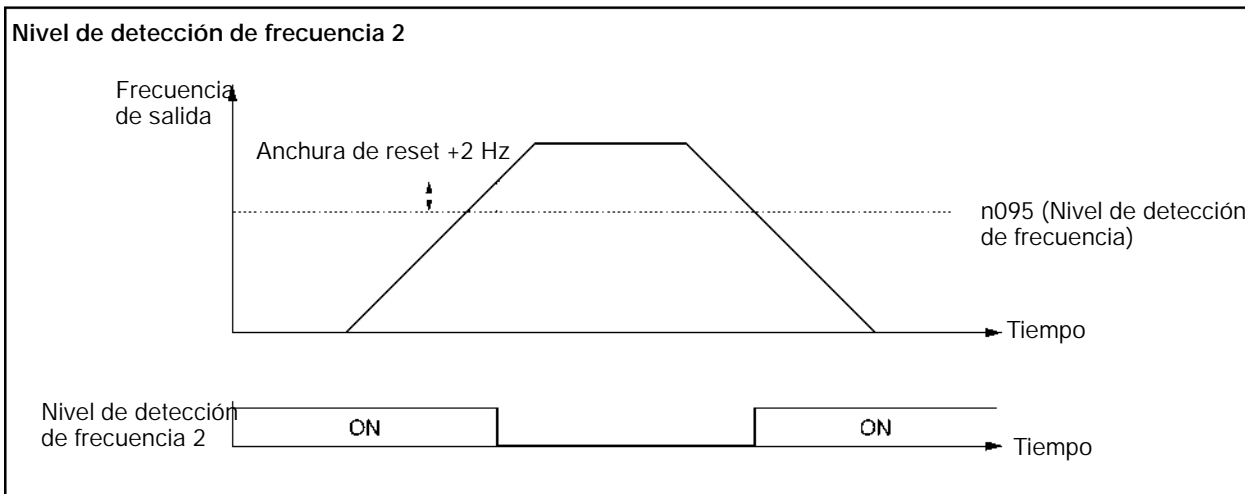 Nivel de detección de frecuencia 2
Frecuencia
de salida
Anchura de reset +2 Hz
n095 (Nivel de detección
de frecuencia)
Tiempo
Nivel de detección
de frecuencia 2
ON
ON
Tiempo